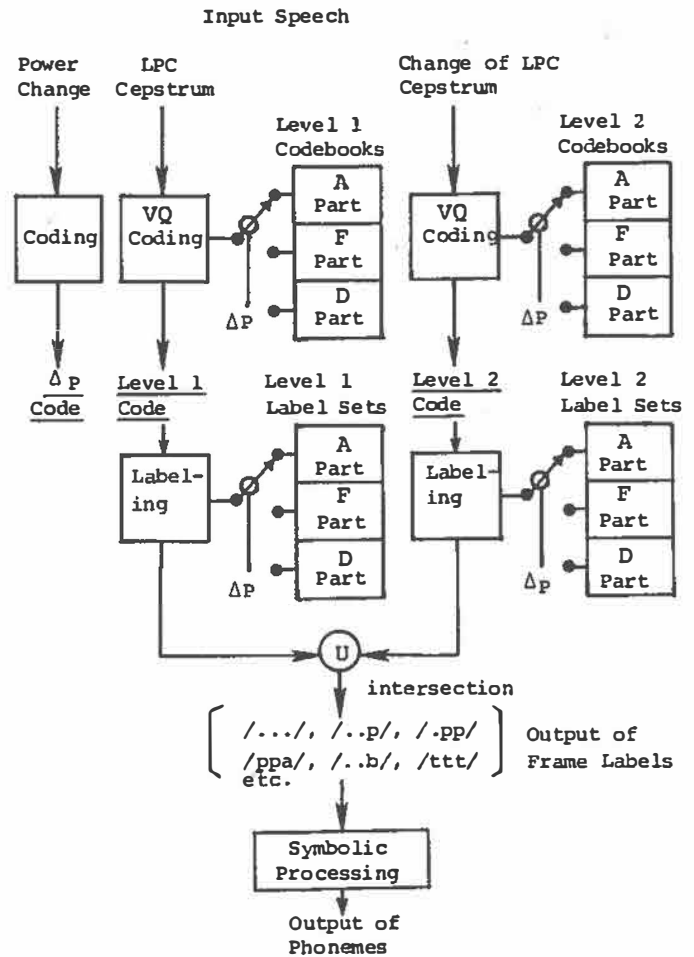 Input Speech
Power
Change
LPC
Cepstrum
Change of LPC
Cepstrum
Level 1
Codebooks
Level 2
Codebooks
Coding
VQ
Coding
A
Part
F
Part
D
Part
ΔP
VQ
Coding
A
Part
F
Part
D
Part
ΔP
ΔP
Code
Level 1
Code
Level 1
Label Sets
Level 2
Code
Level 2
Label Sets
Label-
ing
A
Part
F
Part
D
Part
ΔP
Label-
ing
A
Part
F
Part
D
Part
ΔP
U
intersection
/.../, /..p/, /.pp/
/ppa/, /..b/, /ttt/
etc.
Output of
Frame Labels
Symbolic
Processing
Output of
Phonemes